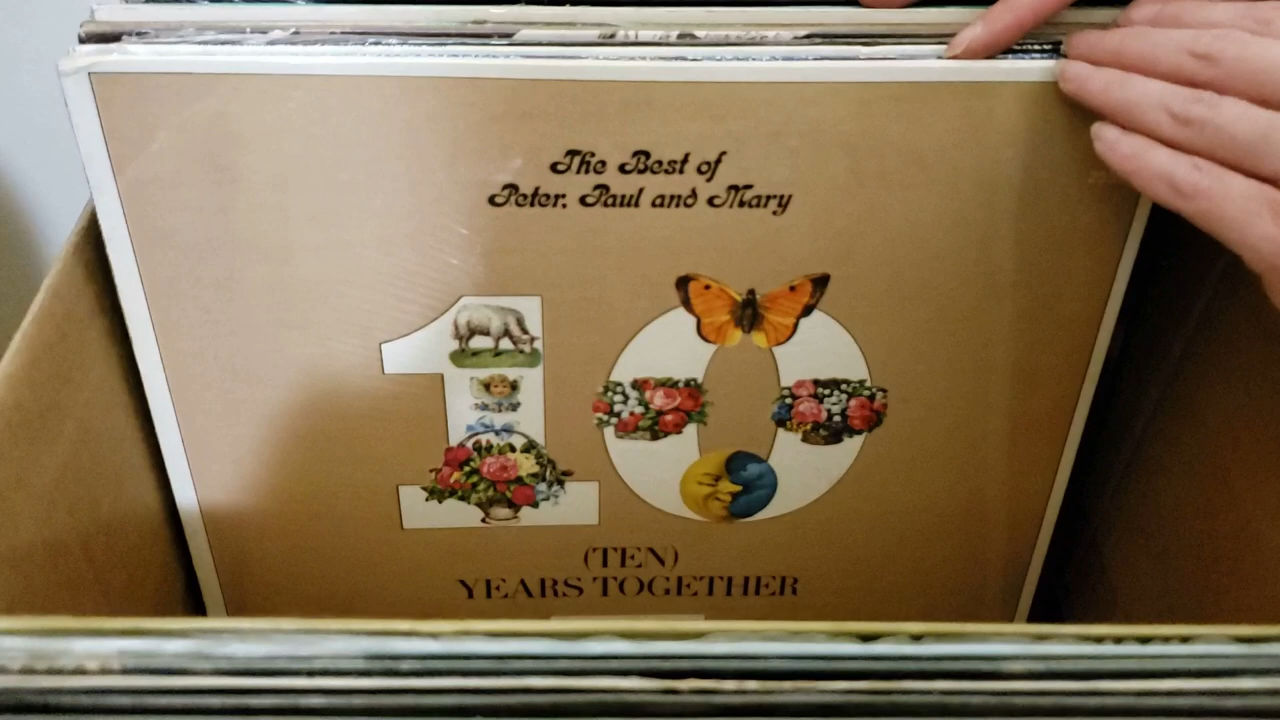 The Best of
Peter, Paul and Mary
10
(TEN)
YEARS TOGETHER